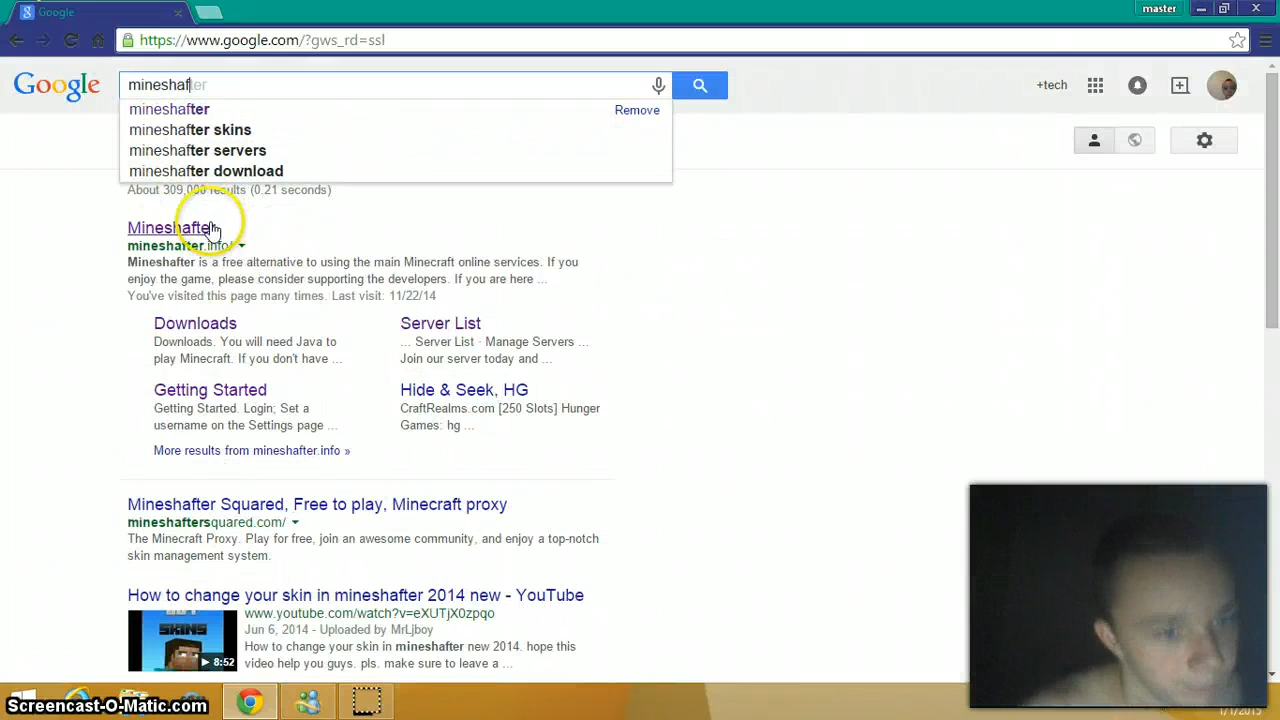 Google
master
https://www.google.com/?gws_rd=ssl
Google
mineshafter
+tech
mineshafter
Remove
mineshafter skins
mineshafter servers
mineshafter download
About 309,000 results (0.21 seconds)
Mineshafter
mineshafter.info/
Mineshafter is a free alternative to using the main Minecraft online services. If you
enjoy the game, please consider supporting the developers. If you are here ...
You've visited this page many times. Last visit: 11/22/14
Downloads
Downloads. You will need Java to
play Minecraft. If you don't have ...
Server List
... Server List · Manage Servers ...
Join our server today and ...
Getting Started
Getting Started. Login; Set a
username on the Settings page ...
Hide & Seek, HG
CraftRealms.com [250 Slots] Hunger
Games: hg ...
More results from mineshafter.info »
Mineshafter Squared, Free to play, Minecraft proxy
mineshaftersquared.com/
The Minecraft Proxy. Play for free, join an awesome community, and enjoy a top-notch
skin management system.
How to change your skin in mineshafter 2014 new - YouTube
SKINS
8:52
www.youtube.com/watch?v=eXUTjX0zpqo
Jun 6, 2014 - Uploaded by MrLjboy
How to change your skin in mineshafter new 2014. hope this
video help you guys. pls. make sure to leave a ...
Screencast-O-Matic.com
1/1/2015